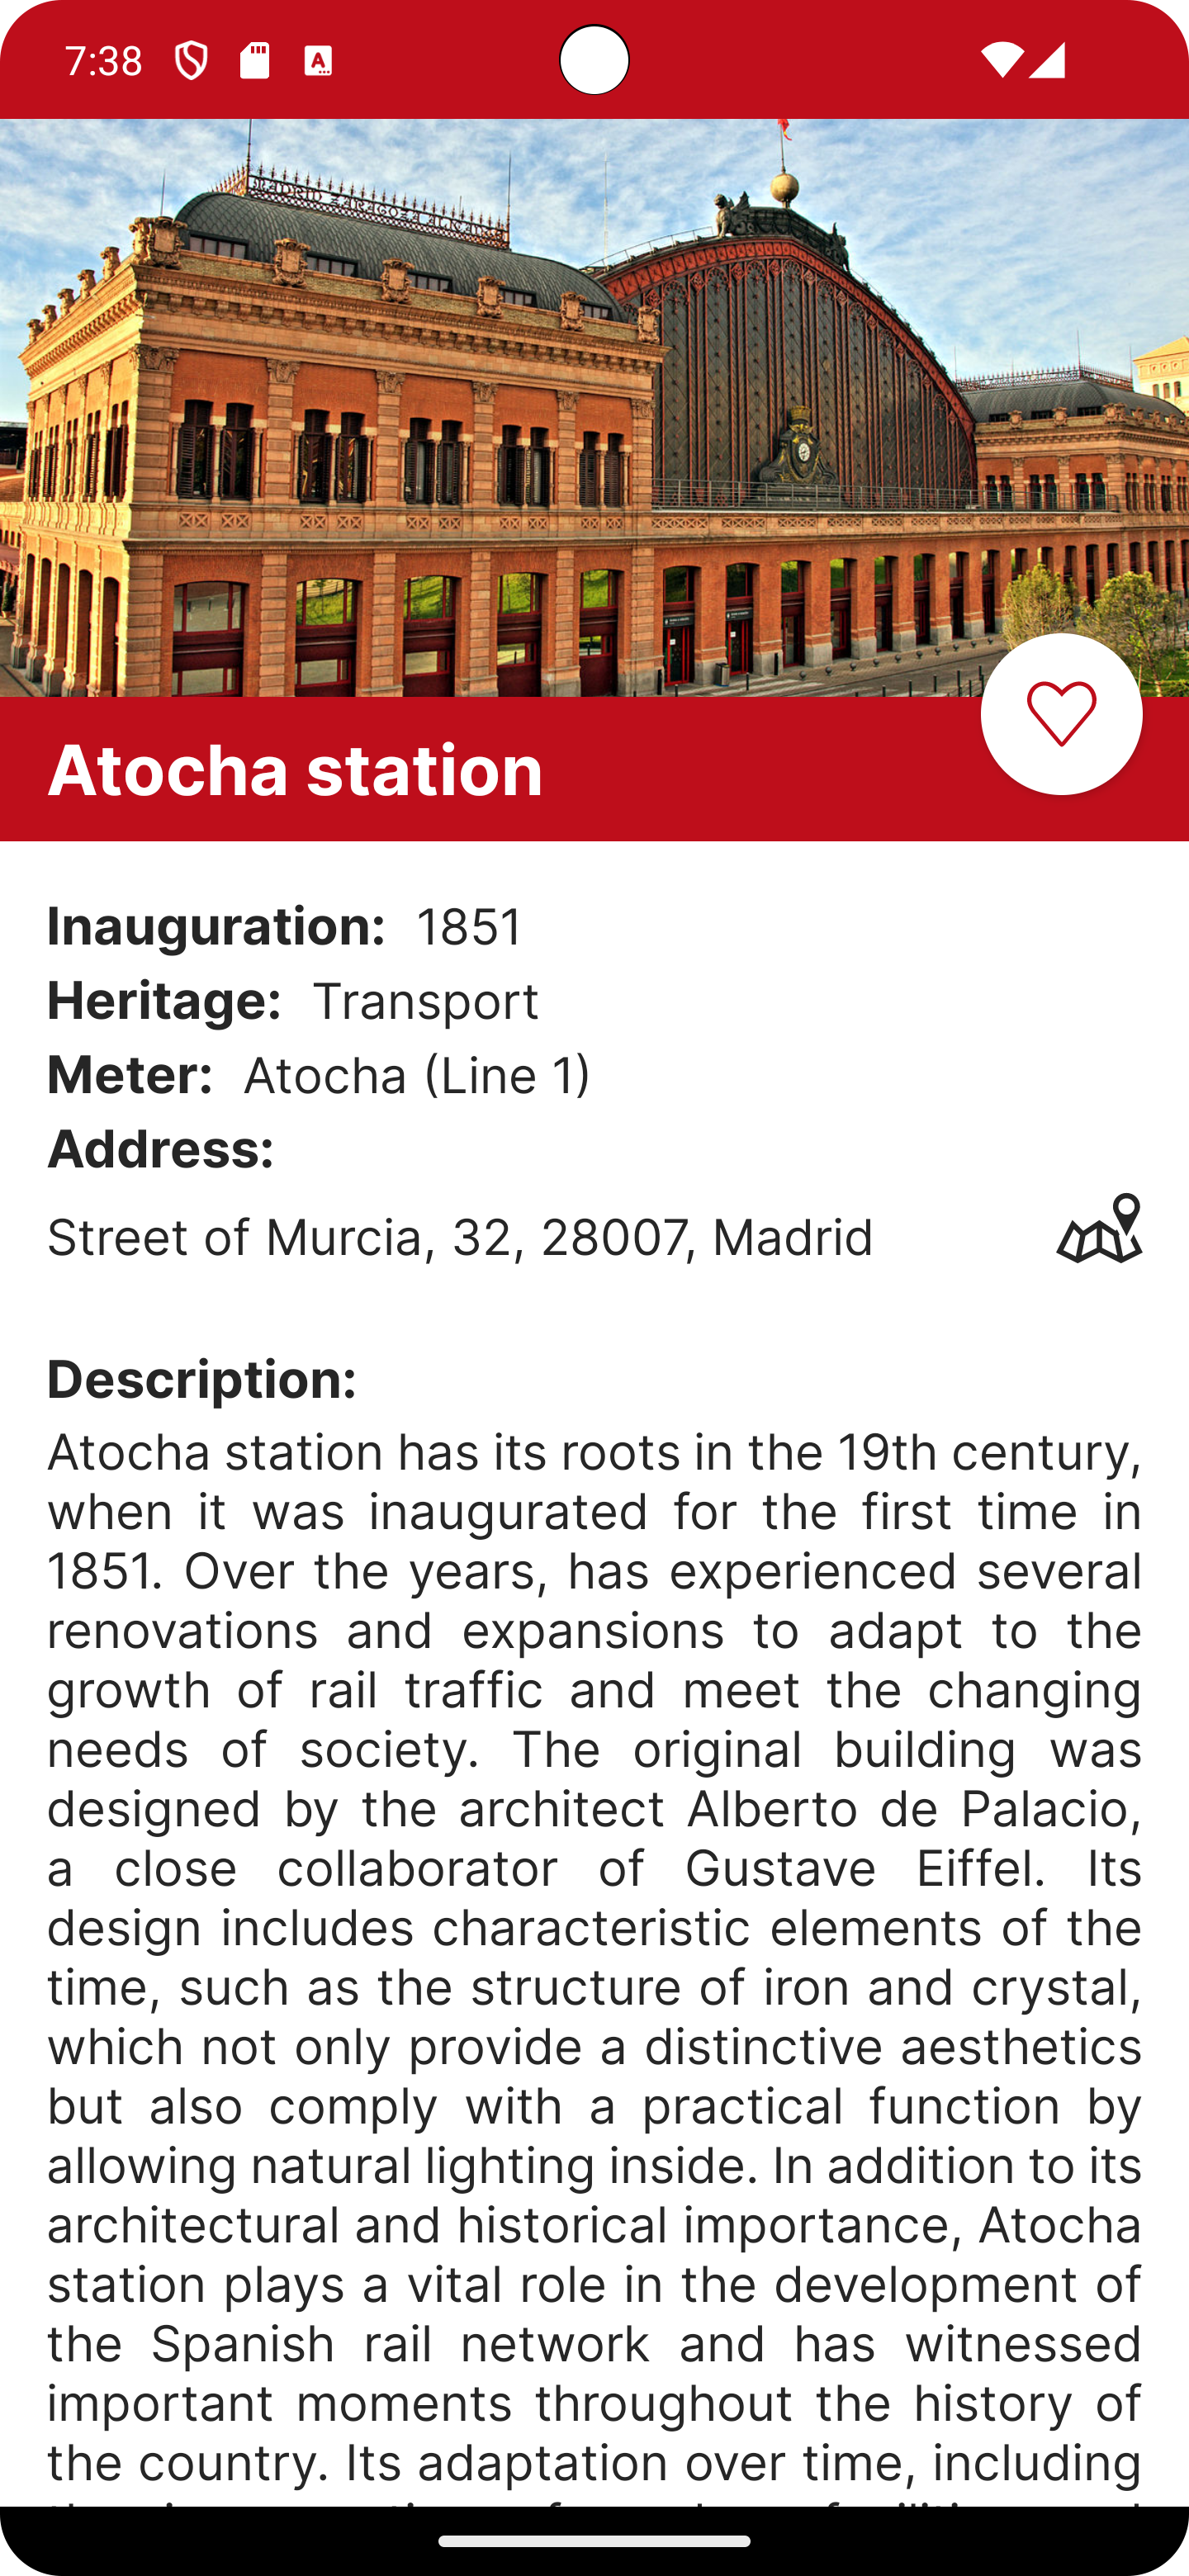 7:38
MADRID ZARAGOZA ALICANTE
Atocha station
Inauguration: 1851
Heritage: Transport
Meter: Atocha (Line 1)
Address:
Street of Murcia, 32, 28007, Madrid
Description:
Atocha station has its roots in the 19th century,
when it was inaugurated for the first time in
1851. Over the years, has experienced several
renovations and expansions to adapt to the
growth of rail traffic and meet the changing
needs of society. The original building was
designed by the architect Alberto de Palacio,
a close collaborator of Gustave Eiffel. Its
design includes characteristic elements of the
time, such as the structure of iron and crystal,
which not only provide a distinctive aesthetics
but also comply with a practical function by
allowing natural lighting inside. In addition to its
architectural and historical importance, Atocha
station plays a vital role in the development of
the Spanish rail network and has witnessed
important moments throughout the history of
the country. Its adaptation over time, including